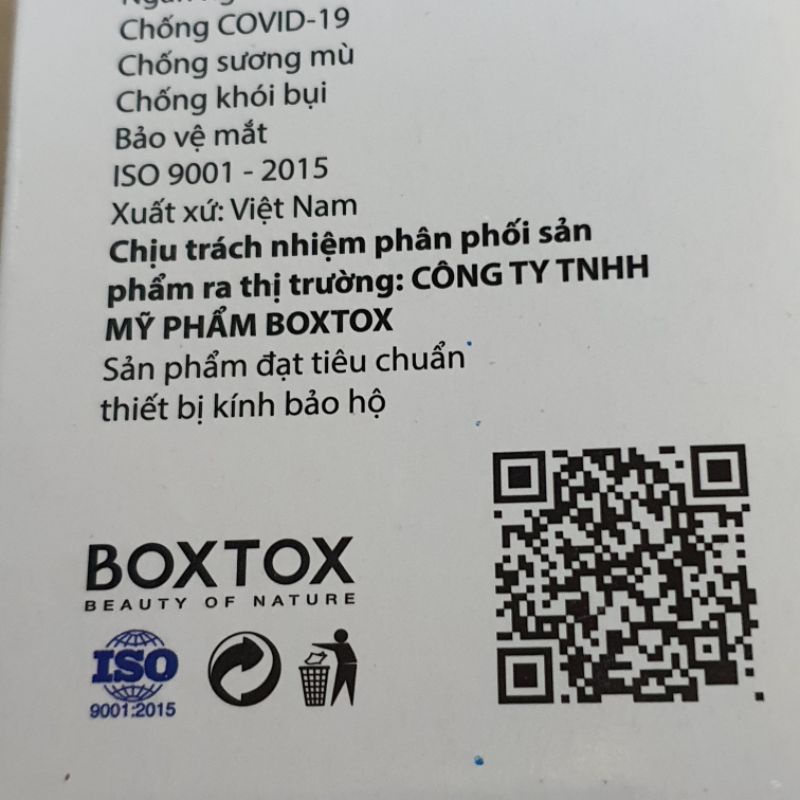 Chống COVID-19
Chống sương mù
Chống khói bụi
Bảo vệ mắt
ISO 9001 - 2015
Xuất xứ: Việt Nam
Chịu trách nhiệm phân phối sản
phẩm ra thị trường: CÔNG TY TNHH
MỸ PHẨM BOXTOX
Sản phẩm đạt tiêu chuẩn
thiết bị kính bảo hộ
BOXTOX
BEAUTY OF NATURE
ISO
9001:2015